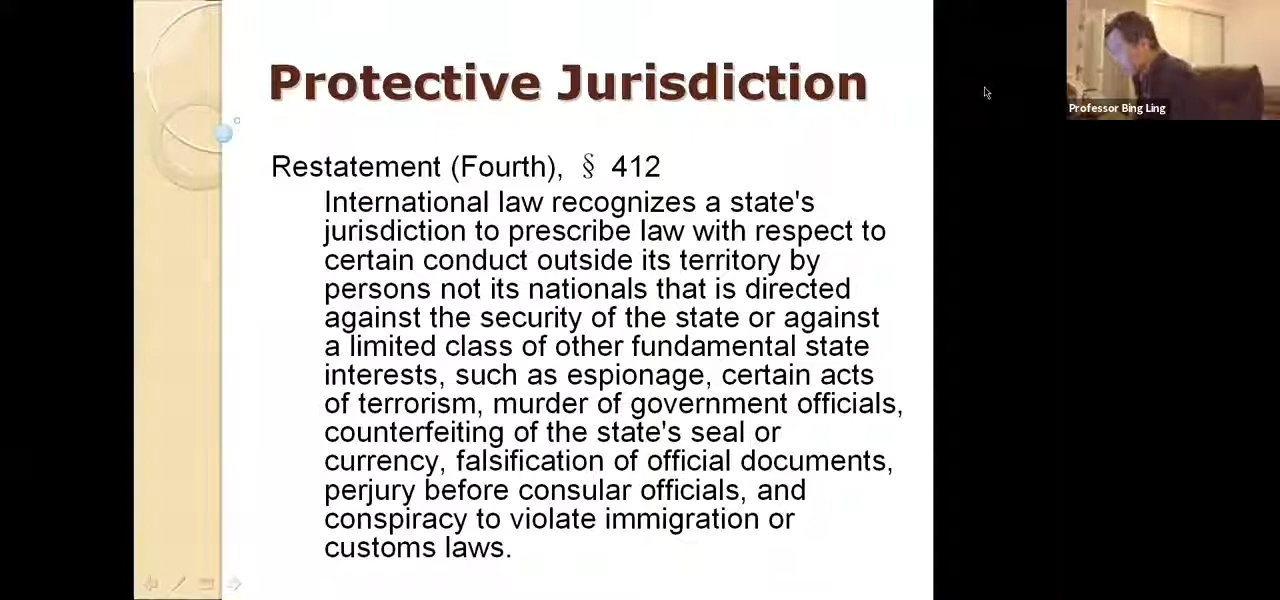 Protective Jurisdiction
Professor Bing Ling
Restatement (Fourth), § 412
International law recognizes a state's
jurisdiction to prescribe law with respect to
certain conduct outside its territory by
persons not its nationals that is directed
against the security of the state or against
a limited class of other fundamental state
interests, such as espionage, certain acts
of terrorism, murder of government officials,
counterfeiting of the state's seal or
currency, falsification of official documents,
perjury before consular officials, and
conspiracy to violate immigration or
customs laws.